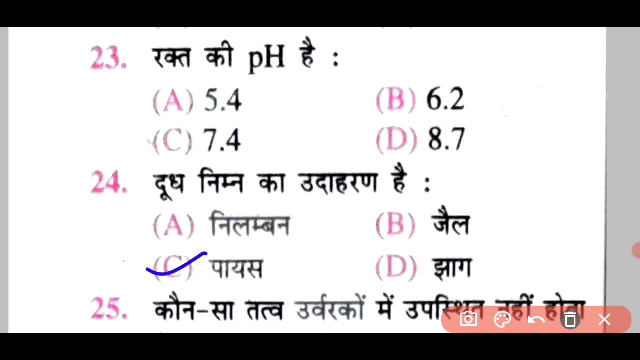 23. रक्त की pH है :
(A) 5.4 (B) 6.2
(C) 7.4 (D) 8.7
24. दूध निम्न का उदाहरण है :
(A) निलम्बन (B) जैल
(C) पायस (D) झाग
25. कौन-सा तत्व उर्वरकों में उपस्थित नहीं होता